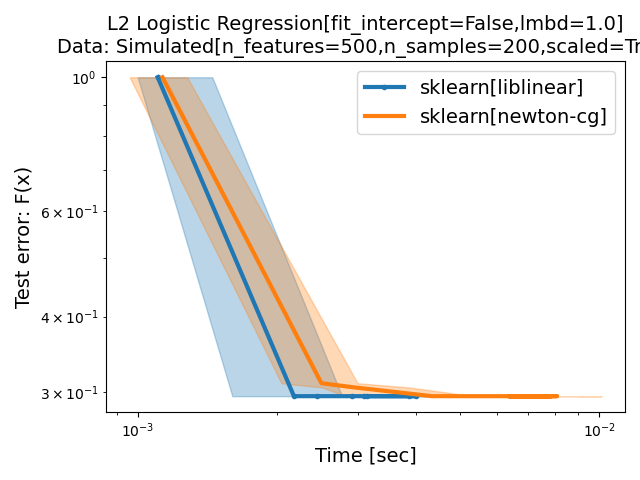 L2 Logistic Regression[fit_intercept=False,lmbd=1.0]
Data: Simulated[n_features=500,n_samples=200,scaled=Tr
sklearn[liblinear]
sklearn[newton-cg]
Test error: F(x)
10⁰
6 × 10⁻¹
4 × 10⁻¹
3 × 10⁻¹
10⁻³
10⁻²
Time [sec]